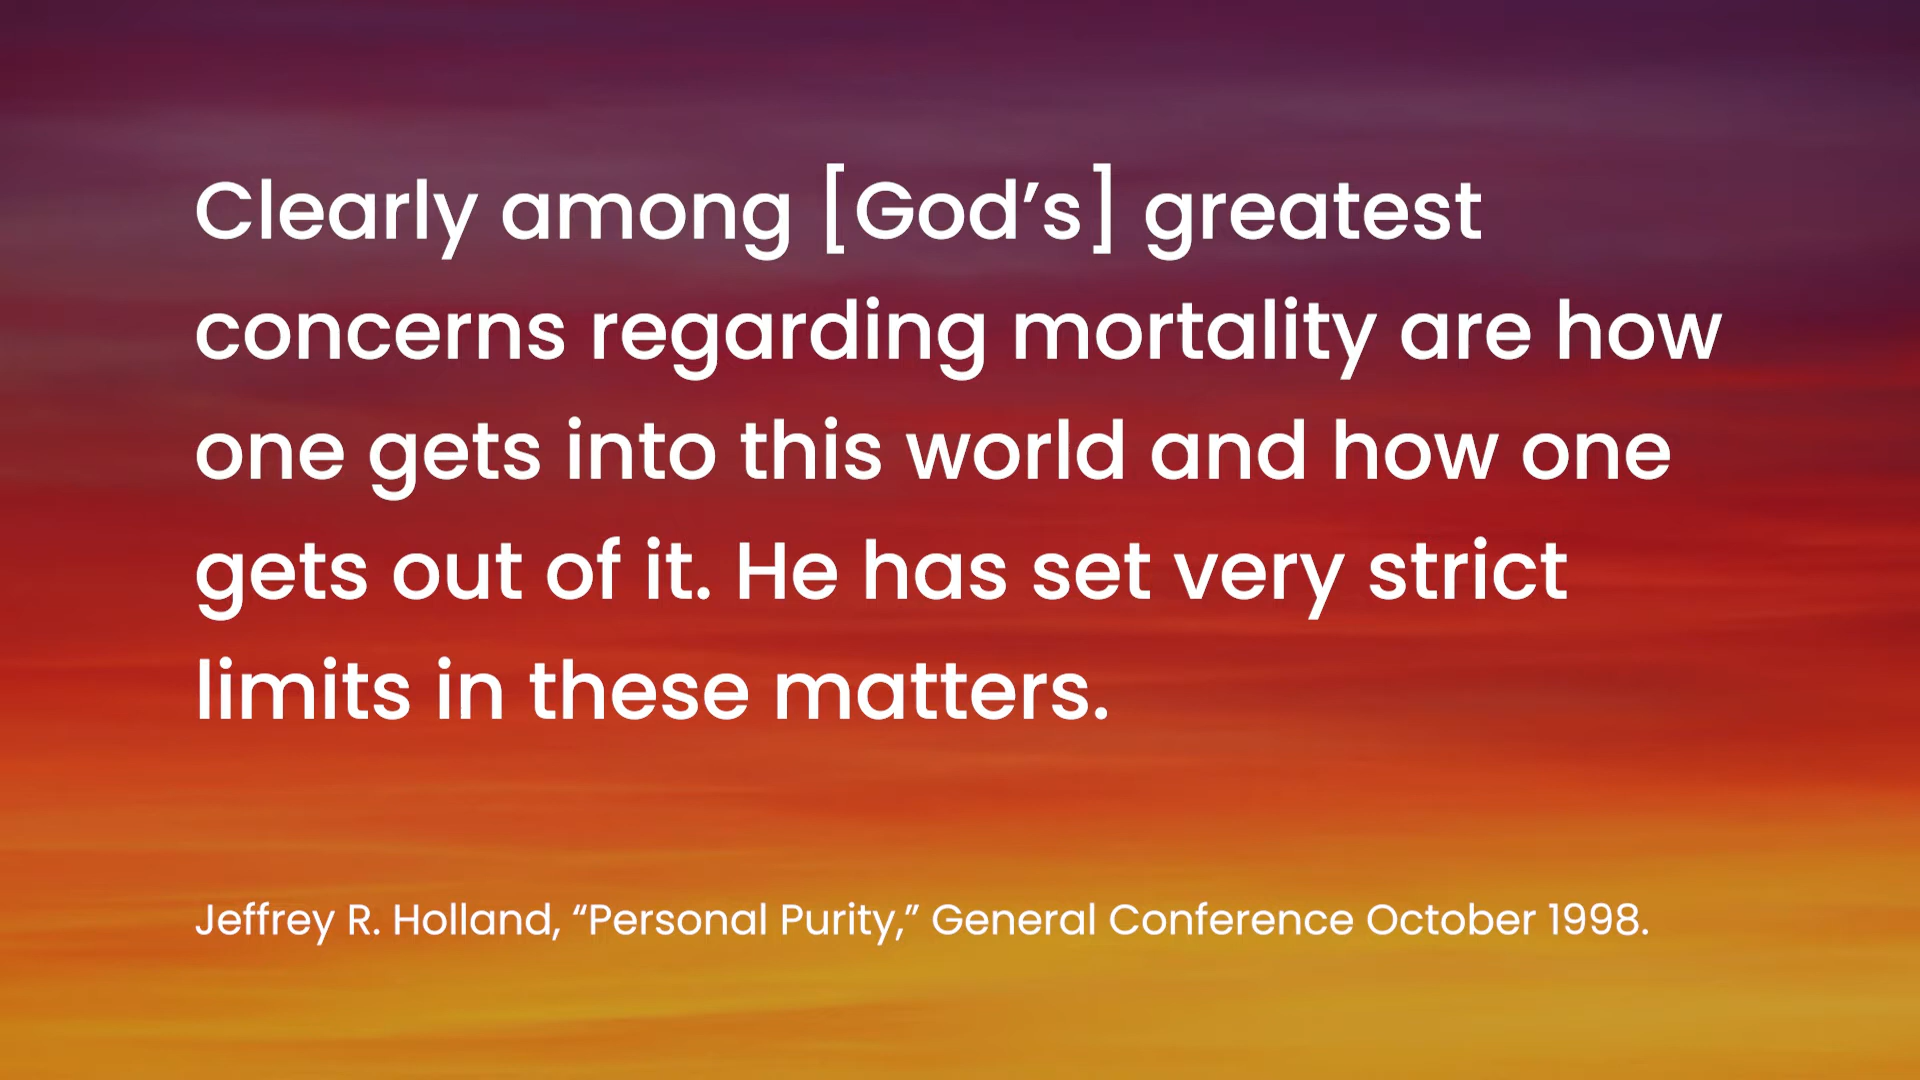 Clearly among [God’s] greatest
concerns regarding mortality are how
one gets into this world and how one
gets out of it. He has set very strict
limits in these matters.
Jeffrey R. Holland, “Personal Purity,” General Conference October 1998.